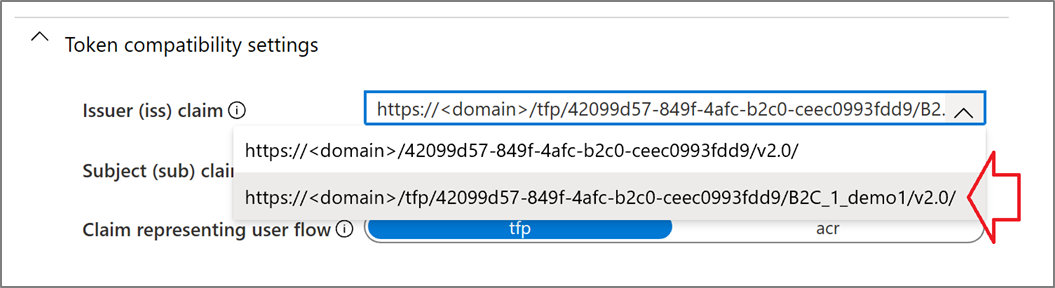 Token compatibility settings
Issuer (iss) claim
https://<domain>/tfp/42099d57-849f-4afc-b2c0-ceec0993fdd9/B2.
https://<domain>/42099d57-849f-4afc-b2c0-ceec0993fdd9/v2.0/
Subject (sub) clai
https://<domain>/tfp/42099d57-849f-4afc-b2c0-ceec0993fdd9/B2C_1_demo1/v2.0/
Claim representing user flow
tfp
acr